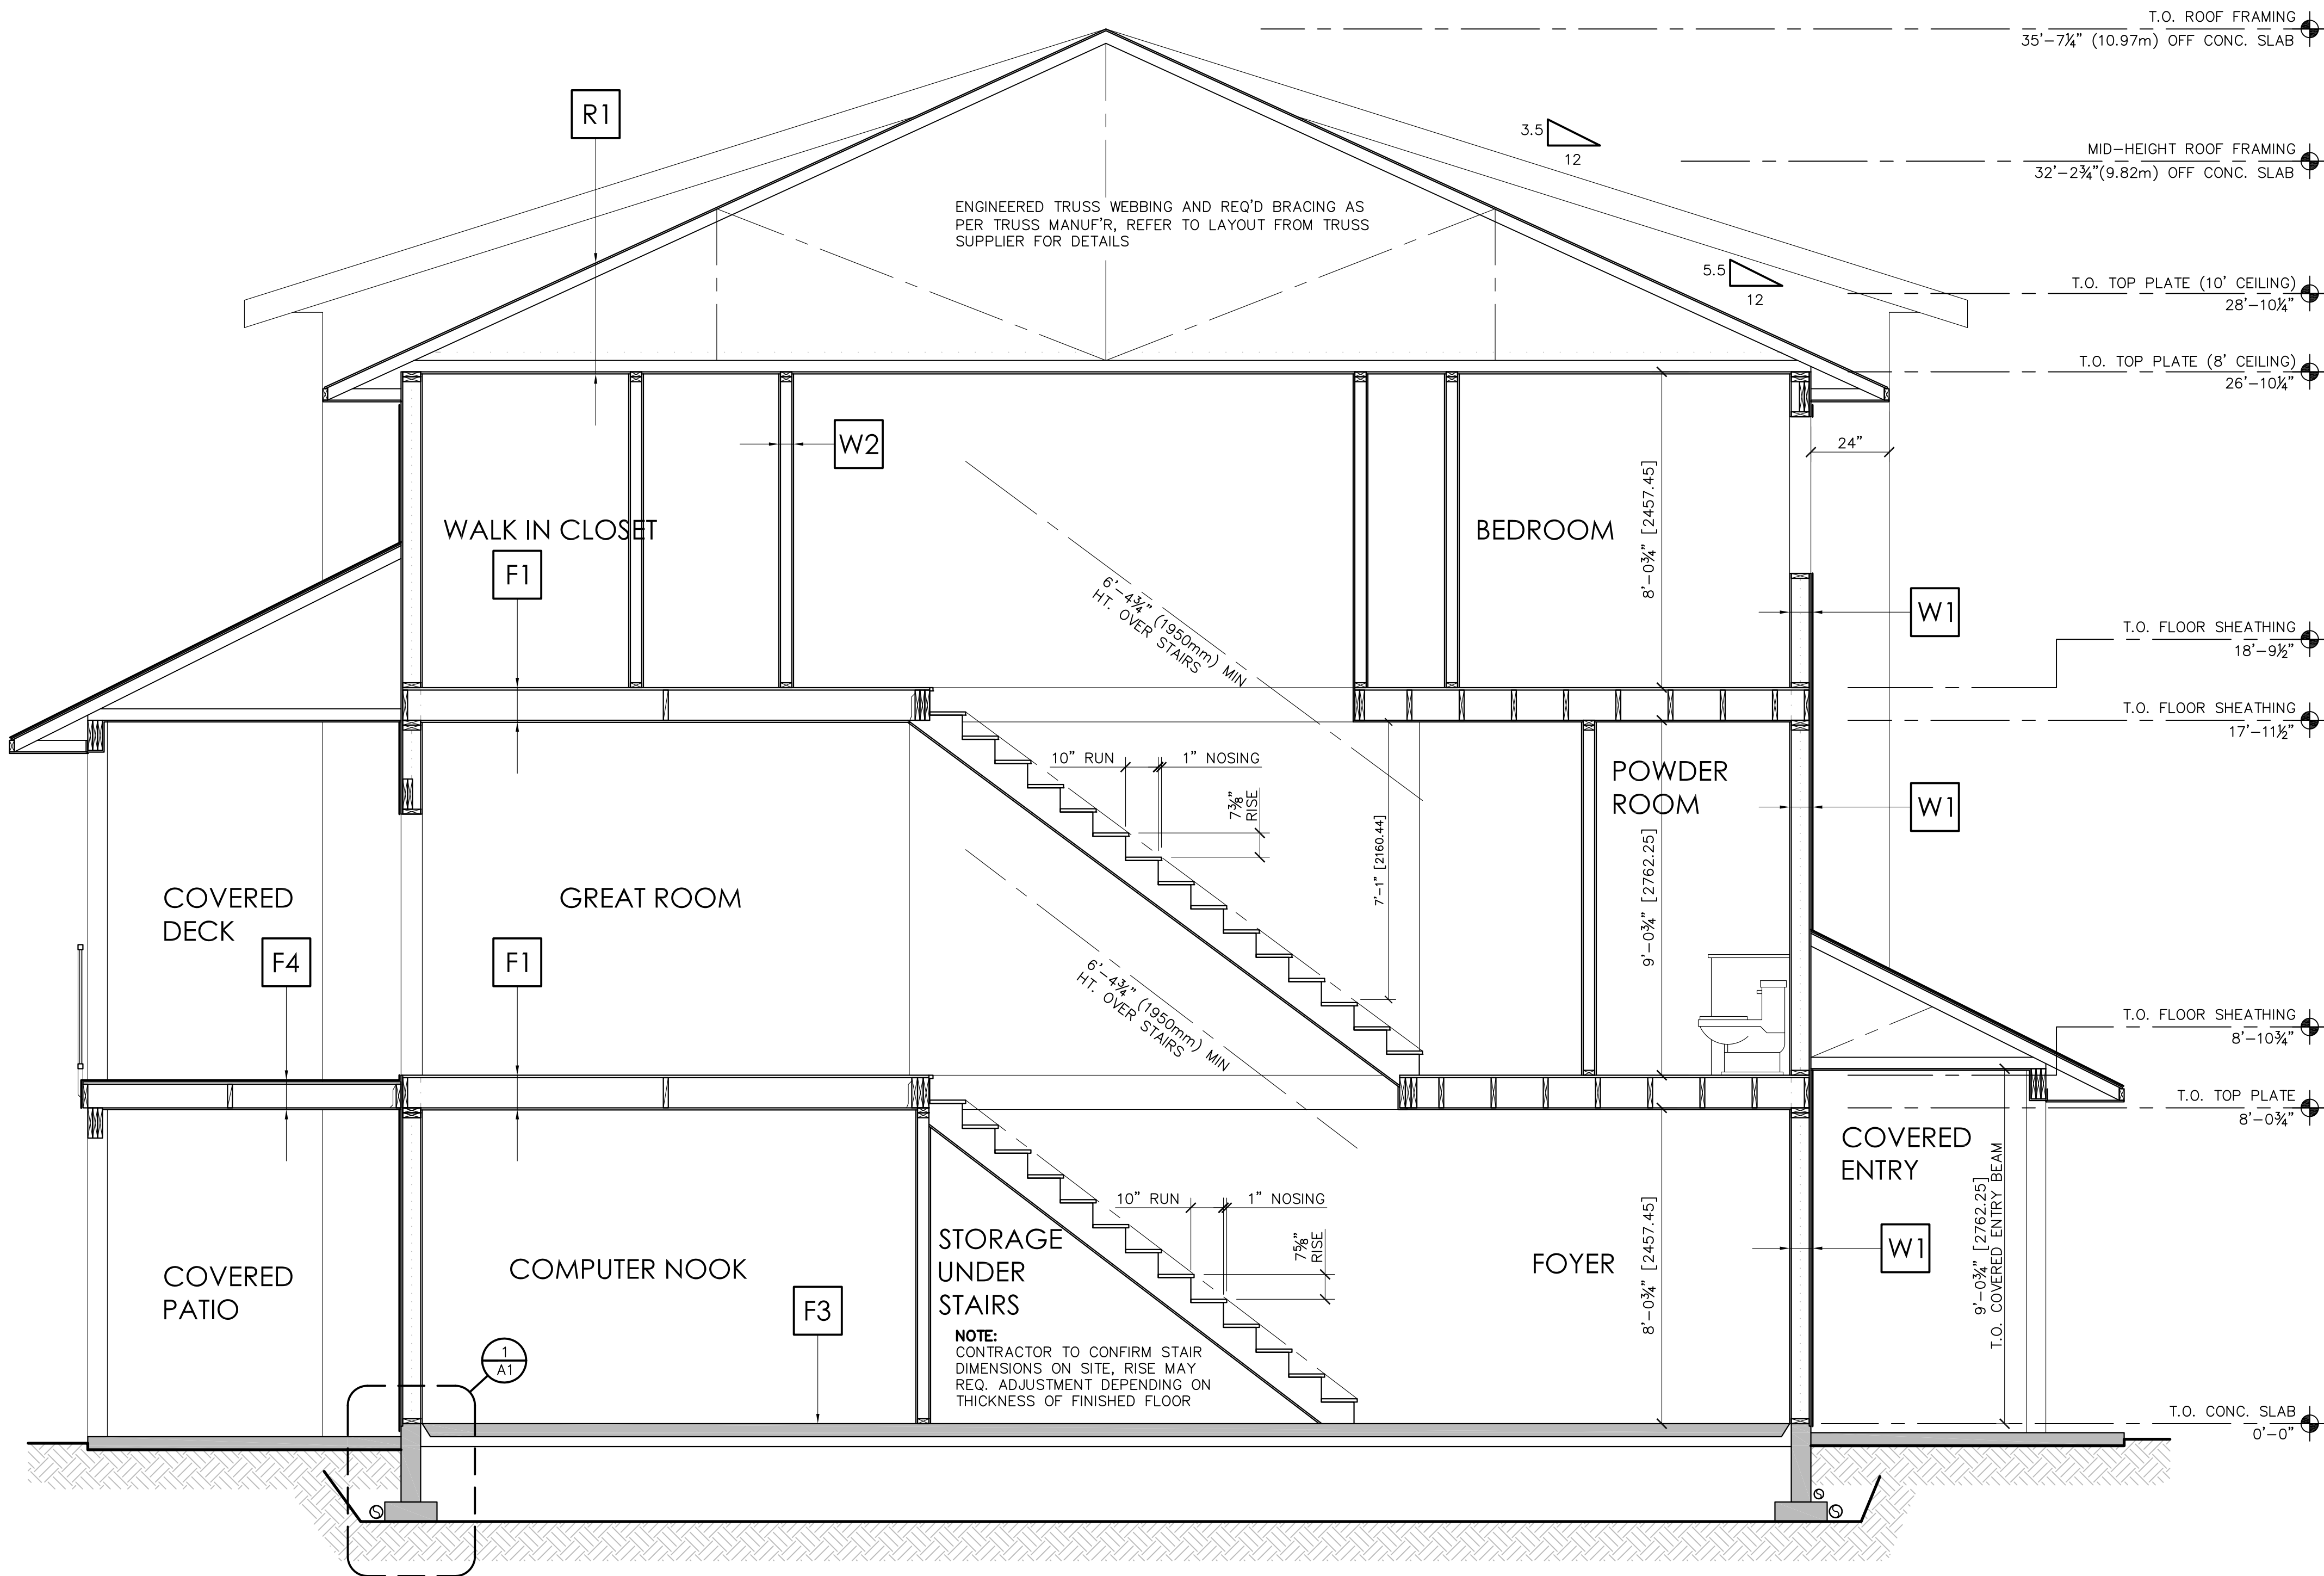 T.O. ROOF FRAMING
35'-7¼" (10.97m) OFF CONC. SLAB
R1
3.5
12
MID-HEIGHT ROOF FRAMING
32'-2¾"(9.82m) OFF CONC. SLAB
ENGINEERED TRUSS WEBBING AND REQ'D BRACING AS
PER TRUSS MANUF'R, REFER TO LAYOUT FROM TRUSS
SUPPLIER FOR DETAILS
5.5
12
T.O. TOP PLATE (10' CEILING)
28'-10¼"
T.O. TOP PLATE (8' CEILING)
26'-10¼"
W2
24"
WALK IN CLOSET
F1
BEDROOM
8'-0¾" [2457.45]
6'-4¾" (1950mm) MIN
HT. OVER STAIRS
W1
T.O. FLOOR SHEATHING
18'-9½"
T.O. FLOOR SHEATHING
17'-11½"
10" RUN
1" NOSING
7⅜"
RISE
7'-1" [2160.44]
POWDER
ROOM
9'-0¾" [2762.25]
W1
COVERED
DECK
F4
GREAT ROOM
F1
6'-4¾" (1950mm) MIN
HT. OVER STAIRS
T.O. FLOOR SHEATHING
8'-10¾"
T.O. TOP PLATE
8'-0¾"
COVERED
ENTRY
9'-0¾" [2762.25]
T.O. COVERED ENTRY BEAM
W1
10" RUN
1" NOSING
7⅝"
RISE
FOYER
8'-0¾" [2457.45]
COVERED
PATIO
COMPUTER NOOK
F3
STORAGE
UNDER
STAIRS
NOTE:
CONTRACTOR TO CONFIRM STAIR
DIMENSIONS ON SITE, RISE MAY
REQ. ADJUSTMENT DEPENDING ON
THICKNESS OF FINISHED FLOOR
1
A1
T.O. CONC. SLAB
0'-0"